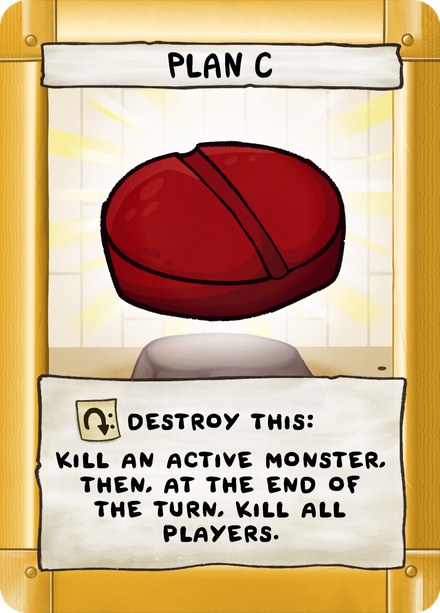 PLAN C
: DESTROY THIS:
KILL AN ACTIVE MONSTER.
THEN, AT THE END OF
THE TURN, KILL ALL
PLAYERS.